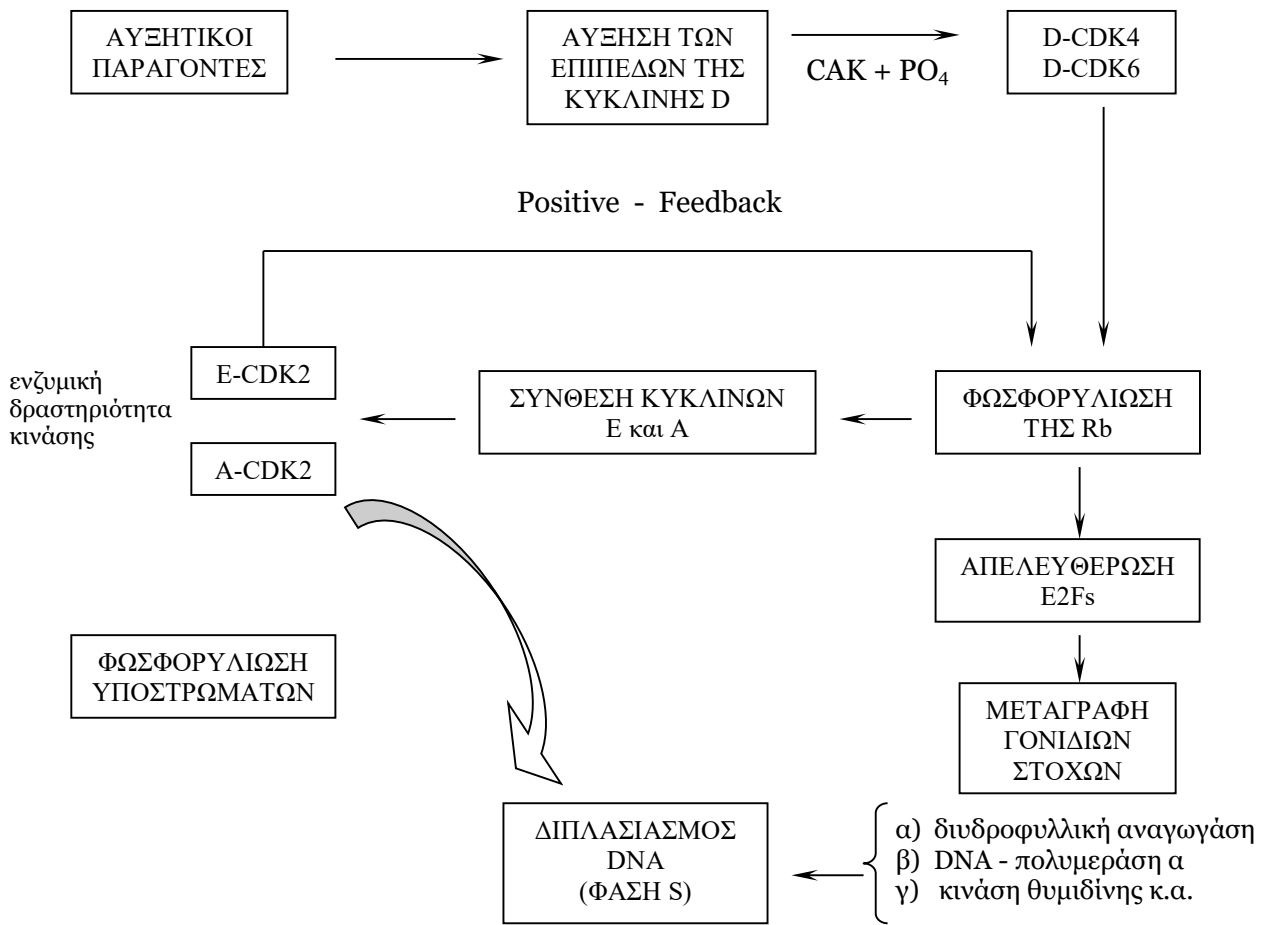 ΑΥΞΗΤΙΚΟΙ
ΠΑΡΑΓΟΝΤΕΣ
ΑΥΞΗΣΗ ΤΩΝ
ΕΠΙΠΕΔΩΝ ΤΗΣ
ΚΥΚΛΙΝΗΣ D
CAK + PO₄
D-CDK4
D-CDK6
Positive - Feedback
ενζυμική
δραστηριότητα
κινάσης
E-CDK2
A-CDK2
ΣΥΝΘΕΣΗ ΚΥΚΛΙΝΩΝ
Ε και Α
ΦΩΣΦΟΡΥΛΙΩΣΗ
ΤΗΣ Rb
ΑΠΕΛΕΥΘΕΡΩΣΗ
E2Fs
ΦΩΣΦΟΡΥΛΙΩΣΗ
ΥΠΟΣΤΡΩΜΑΤΩΝ
ΜΕΤΑΓΡΑΦΗ
ΓΟΝΙΔΙΩΝ
ΣΤΟΧΩΝ
ΔΙΠΛΑΣΙΑΣΜΟΣ
DNA
(ΦΑΣΗ S)
α) διυδροφυλλική αναγωγάση
β) DNA - πολυμεράση α
γ) κινάση θυμιδίνης κ.α.